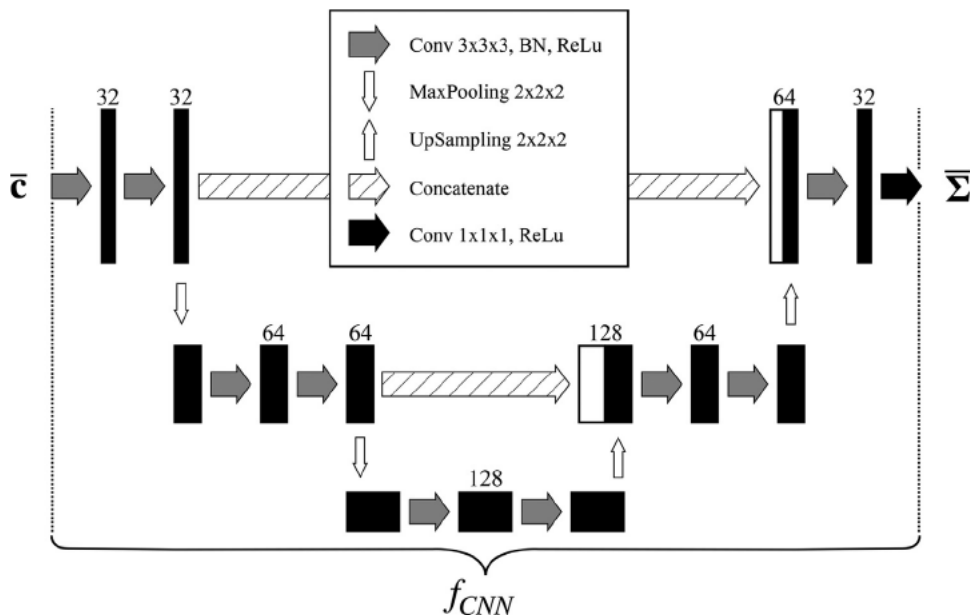 Conv 3x3x3, BN, ReLu
MaxPooling 2x2x2
UpSampling 2x2x2
Concatenate
Conv 1x1x1, ReLu
32
32
64
32
c̅
Σ̅
64
64
128
64
128
f_CNN